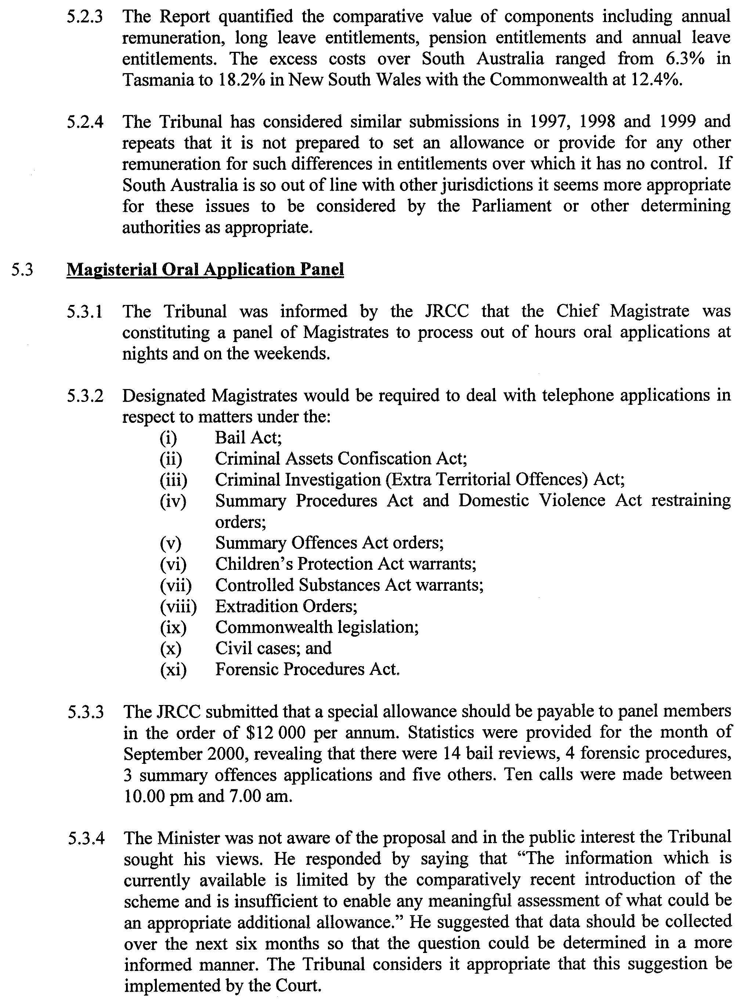 5.2.3 The Report quantified the comparative value of components including annual
remuneration, long leave entitlements, pension entitlements and annual leave
entitlements. The excess costs over South Australia ranged from 6.3% in
Tasmania to 18.2% in New South Wales with the Commonwealth at 12.4%.
5.2.4 The Tribunal has considered similar submissions in 1997, 1998 and 1999 and
repeats that it is not prepared to set an allowance or provide for any other
remuneration for such differences in entitlements over which it has no control. If
South Australia is so out of line with other jurisdictions it seems more appropriate
for these issues to be considered by the Parliament or other determining
authorities as appropriate.
5.3 Magisterial Oral Application Panel
5.3.1 The Tribunal was informed by the JRCC that the Chief Magistrate was
constituting a panel of Magistrates to process out of hours oral applications at
nights and on the weekends.
5.3.2 Designated Magistrates would be required to deal with telephone applications in
respect to matters under the:
(i) Bail Act;
(ii) Criminal Assets Confiscation Act;
(iii) Criminal Investigation (Extra Territorial Offences) Act;
(iv) Summary Procedures Act and Domestic Violence Act restraining
orders;
(v) Summary Offences Act orders;
(vi) Children's Protection Act warrants;
(vii) Controlled Substances Act warrants;
(viii) Extradition Orders;
(ix) Commonwealth legislation;
(x) Civil cases; and
(xi) Forensic Procedures Act.
5.3.3 The JRCC submitted that a special allowance should be payable to panel members
in the order of $12 000 per annum. Statistics were provided for the month of
September 2000, revealing that there were 14 bail reviews, 4 forensic procedures,
3 summary offences applications and five others. Ten calls were made between
10.00 pm and 7.00 am.
5.3.4 The Minister was not aware of the proposal and in the public interest the Tribunal
sought his views. He responded by saying that “The information which is
currently available is limited by the comparatively recent introduction of the
scheme and is insufficient to enable any meaningful assessment of what could be
an appropriate additional allowance.” He suggested that data should be collected
over the next six months so that the question could be determined in a more
informed manner. The Tribunal considers it appropriate that this suggestion be
implemented by the Court.